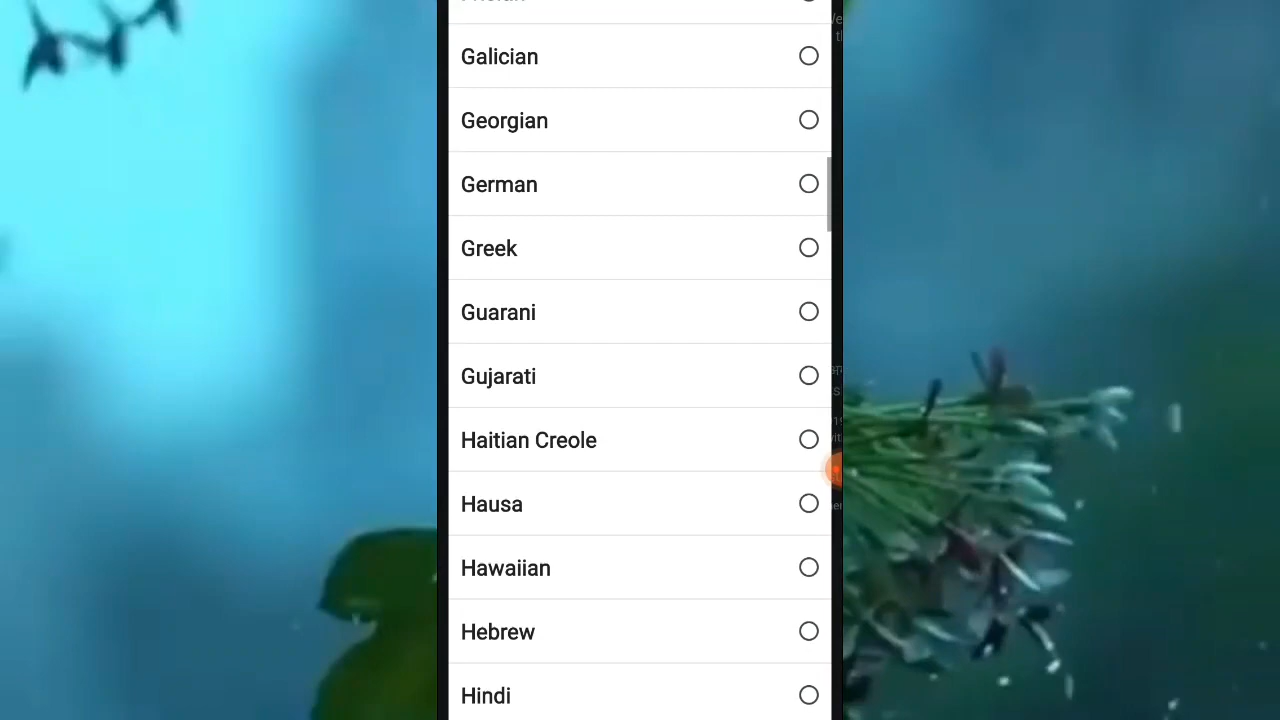 Galician
Georgian
German
Greek
Guarani
Gujarati
Haitian Creole
Hausa
Hawaiian
Hebrew
Hindi